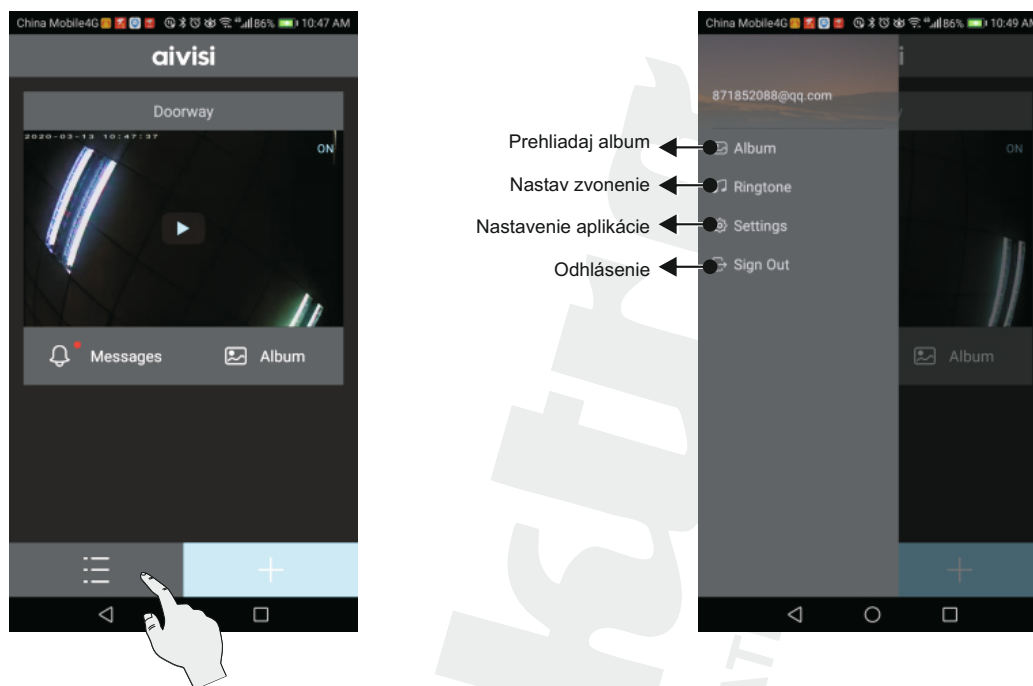 China Mobile4G 86% 10:47 AM
aivisi
Doorway
2020-03-13 10:47:37
ON
Messages
Album
China Mobile4G 86% 10:49 AM
i
871852088@qq.com
Prehliadaj album
Album
ON
Nastav zvonenie
Ringtone
Nastavenie aplikácie
Settings
Odhlásenie
Sign Out
Album